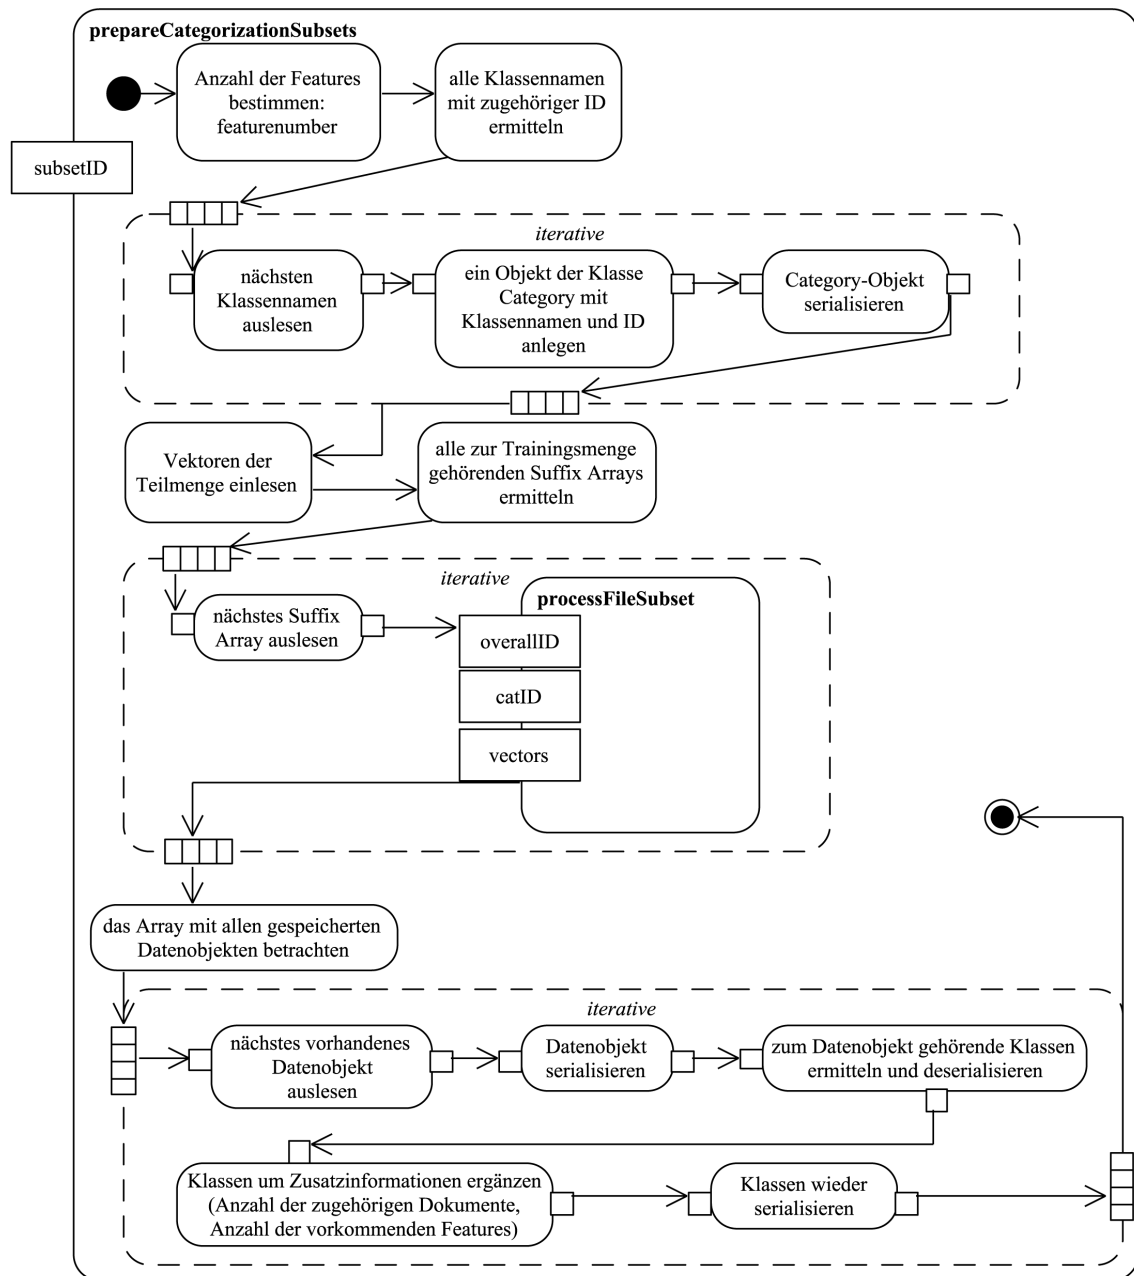 prepareCategorizationSubsets
Anzahl der Features
bestimmen:
featurenumber
alle Klassennamen
mit zugehöriger ID
ermitteln
subsetID
iterative
nächsten
Klassennamen
auslesen
ein Objekt der Klasse
Category mit
Klassennamen und ID
anlegen
Category-Objekt
serialisieren
Vektoren der
Teilmenge einlesen
alle zur Trainingsmenge
gehörenden Suffix Arrays
ermitteln
iterative
nächstes Suffix
Array auslesen
processFileSubset
overallID
catID
vectors
das Array mit allen gespeicherten
Datenobjekten betrachten
iterative
nächstes vorhandenes
Datenobjekt
auslesen
Datenobjekt
serialisieren
zum Datenobjekt gehörende Klassen
ermitteln und deserialisieren
Klassen um Zusatzinformationen ergänzen
(Anzahl der zugehörigen Dokumente,
Anzahl der vorkommenden Features)
Klassen wieder
serialisieren